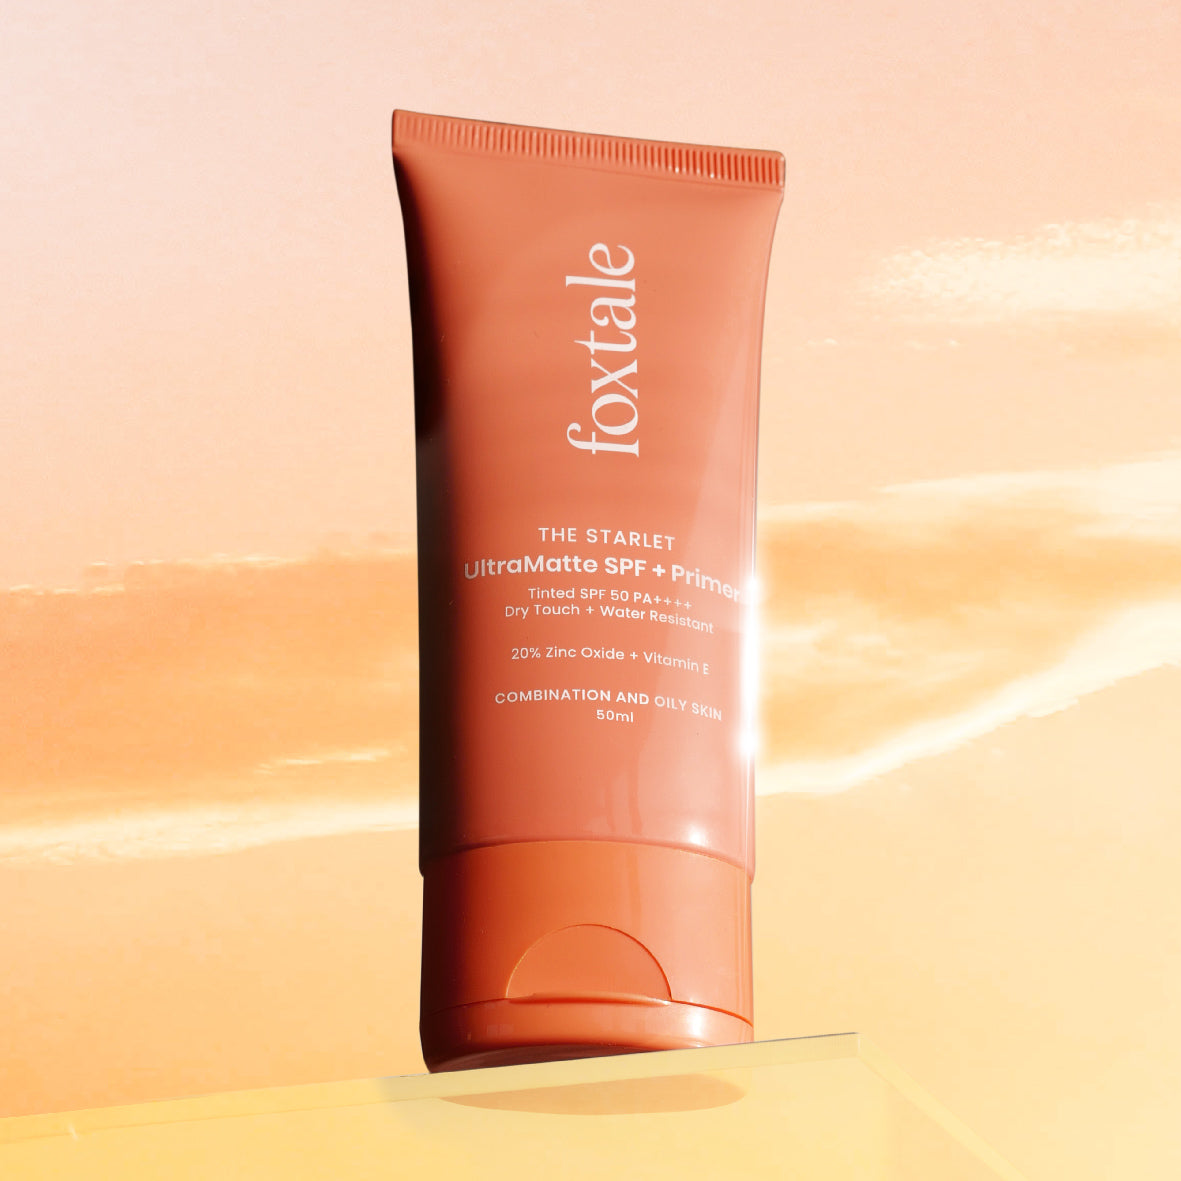 foxtale
THE STARLET
UltraMatte SPF + Primer
Tinted SPF 50 PA++++
Dry Touch + Water Resistant
20% Zinc Oxide + Vitamin E
COMBINATION AND OILY SKIN
50ml